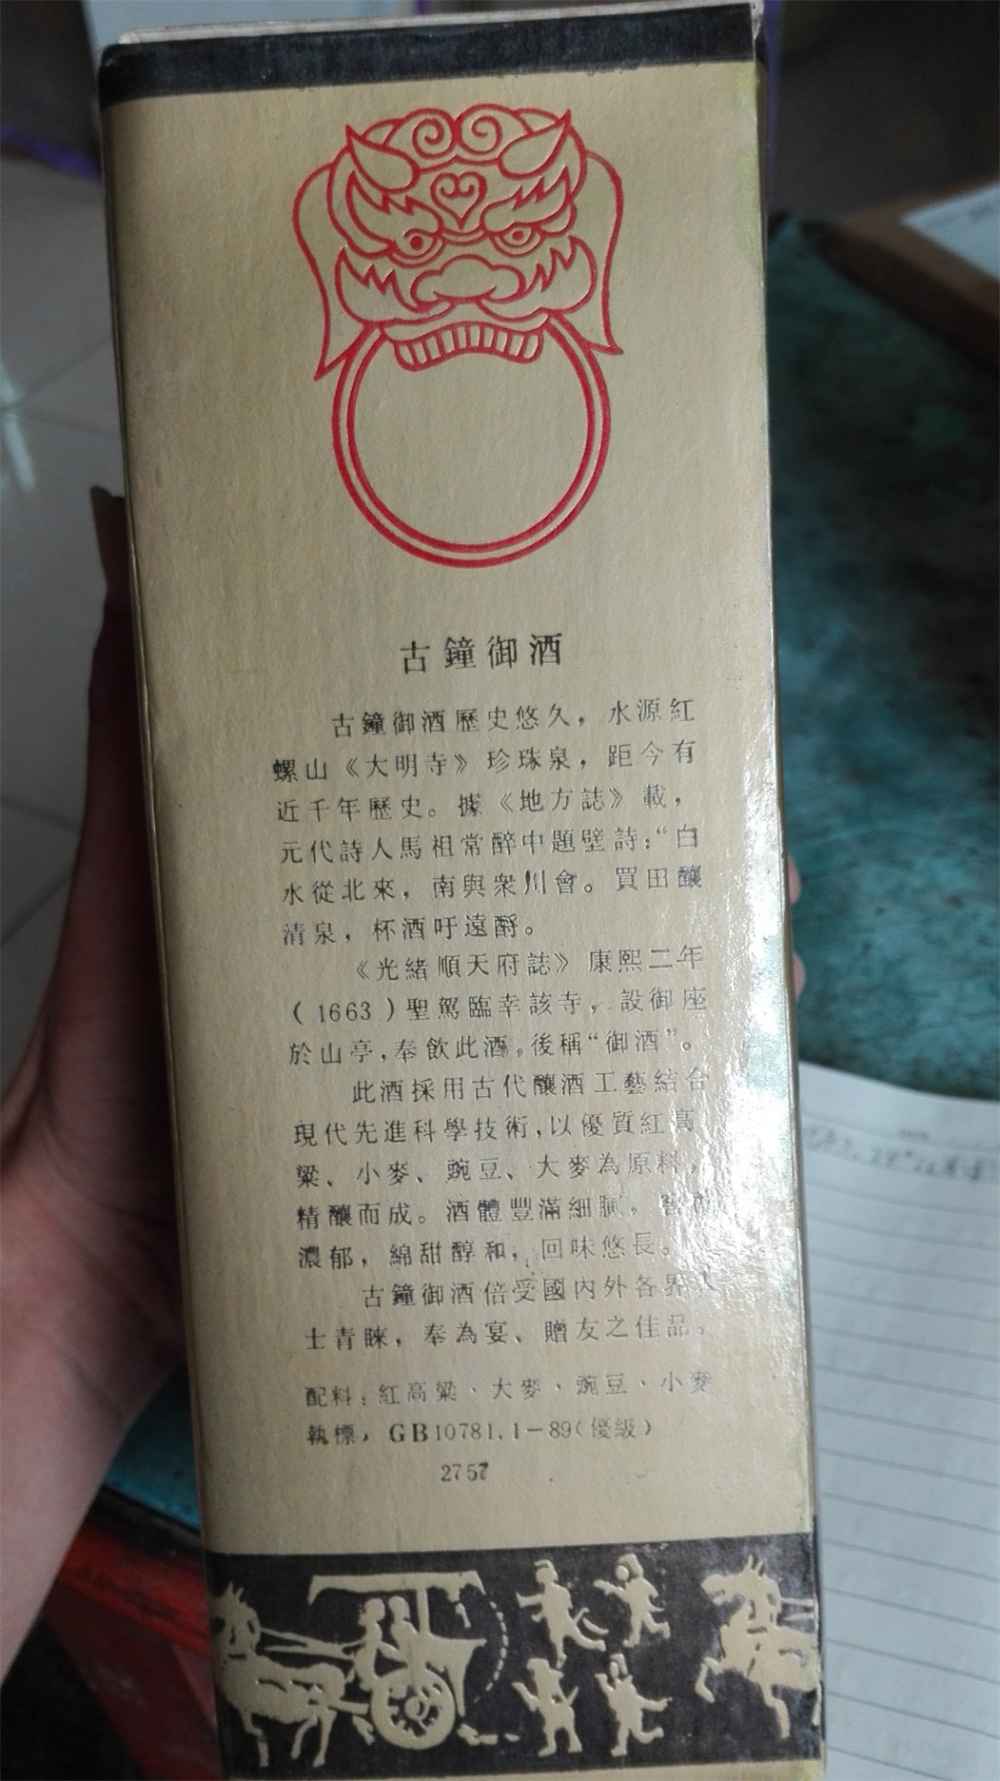 古鐘御酒
古鐘御酒歷史悠久，水源紅
螺山《大明寺》珍珠泉，距今有
近千年歷史。據《地方誌》載，
元代詩人馬祖常醉中題壁詩：“白
水從北來，南與衆川會。買田釀
清泉，杯酒吁遠酹。
《光緒順天府誌》康熙二年
（1663）聖駕臨幸該寺，設御座
於山亭，奉飲此酒。後稱“御酒”。
此酒採用古代釀酒工藝結合
現代先進科學技術，以優質紅高
粱、小麥、豌豆、大麥為原料，
精釀而成。酒體豐滿細膩，
濃郁，綿甜醇和，回味悠長。
古鐘御酒倍受國內外各界人
士青睞，奉為宴、贈友之佳品。
配料：紅高粱、大麥、豌豆、小麥
執標，GB10781.1－89（優級）
2757